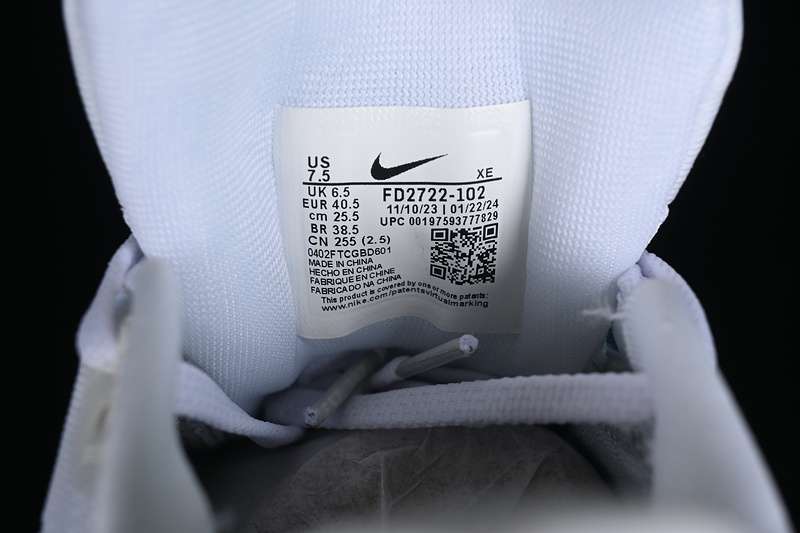 US
7.5
XE
UK 6.5
EUR 40.5
cm 25.5
BR 38.5
CN 255 (2.5)
FD2722-102
11/10/23 | 01/22/24
UPC 00197593777829
0402FTCGBD601
MADE IN CHINA
HECHO EN CHINA
FABRIQUE EN CHINE
FABRICADO NA CHINA
This product is covered by one or more patents:
www.nike.com/patentsvirtualmarking